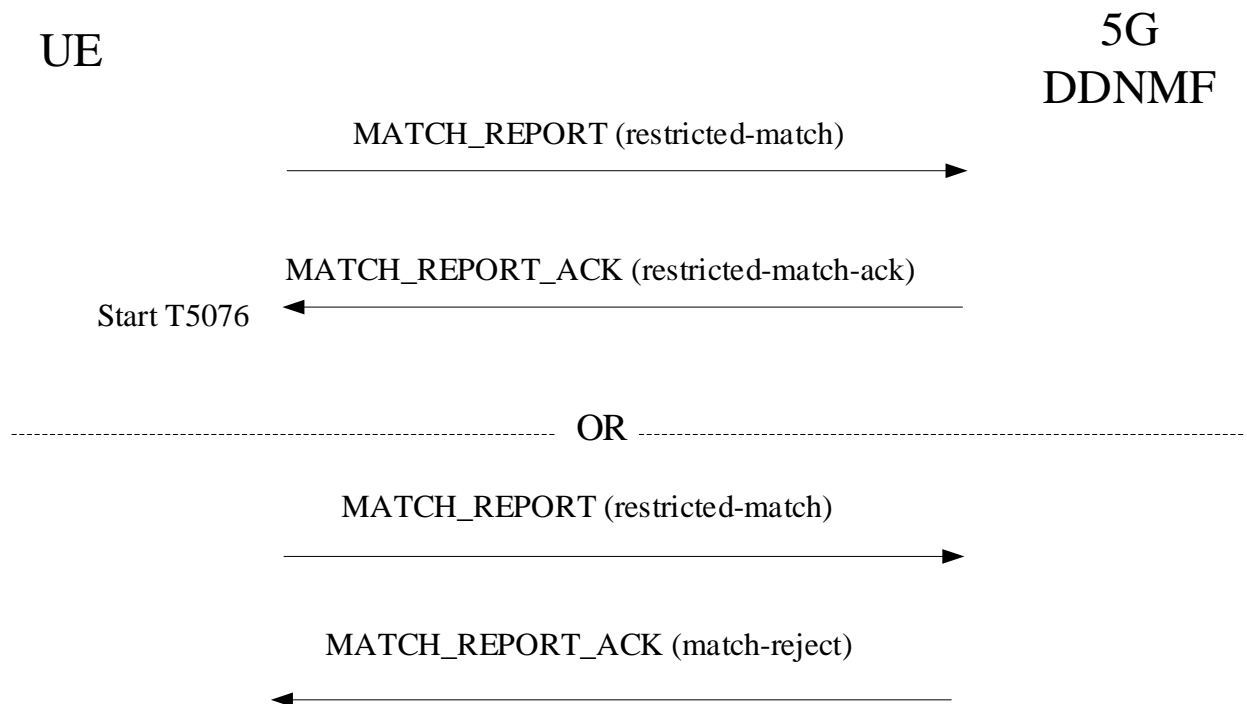 UE
5G
DDNMF
MATCH_REPORT (restricted-match)
MATCH_REPORT_ACK (restricted-match-ack)
Start T5076
OR
MATCH_REPORT (restricted-match)
MATCH_REPORT_ACK (match-reject)